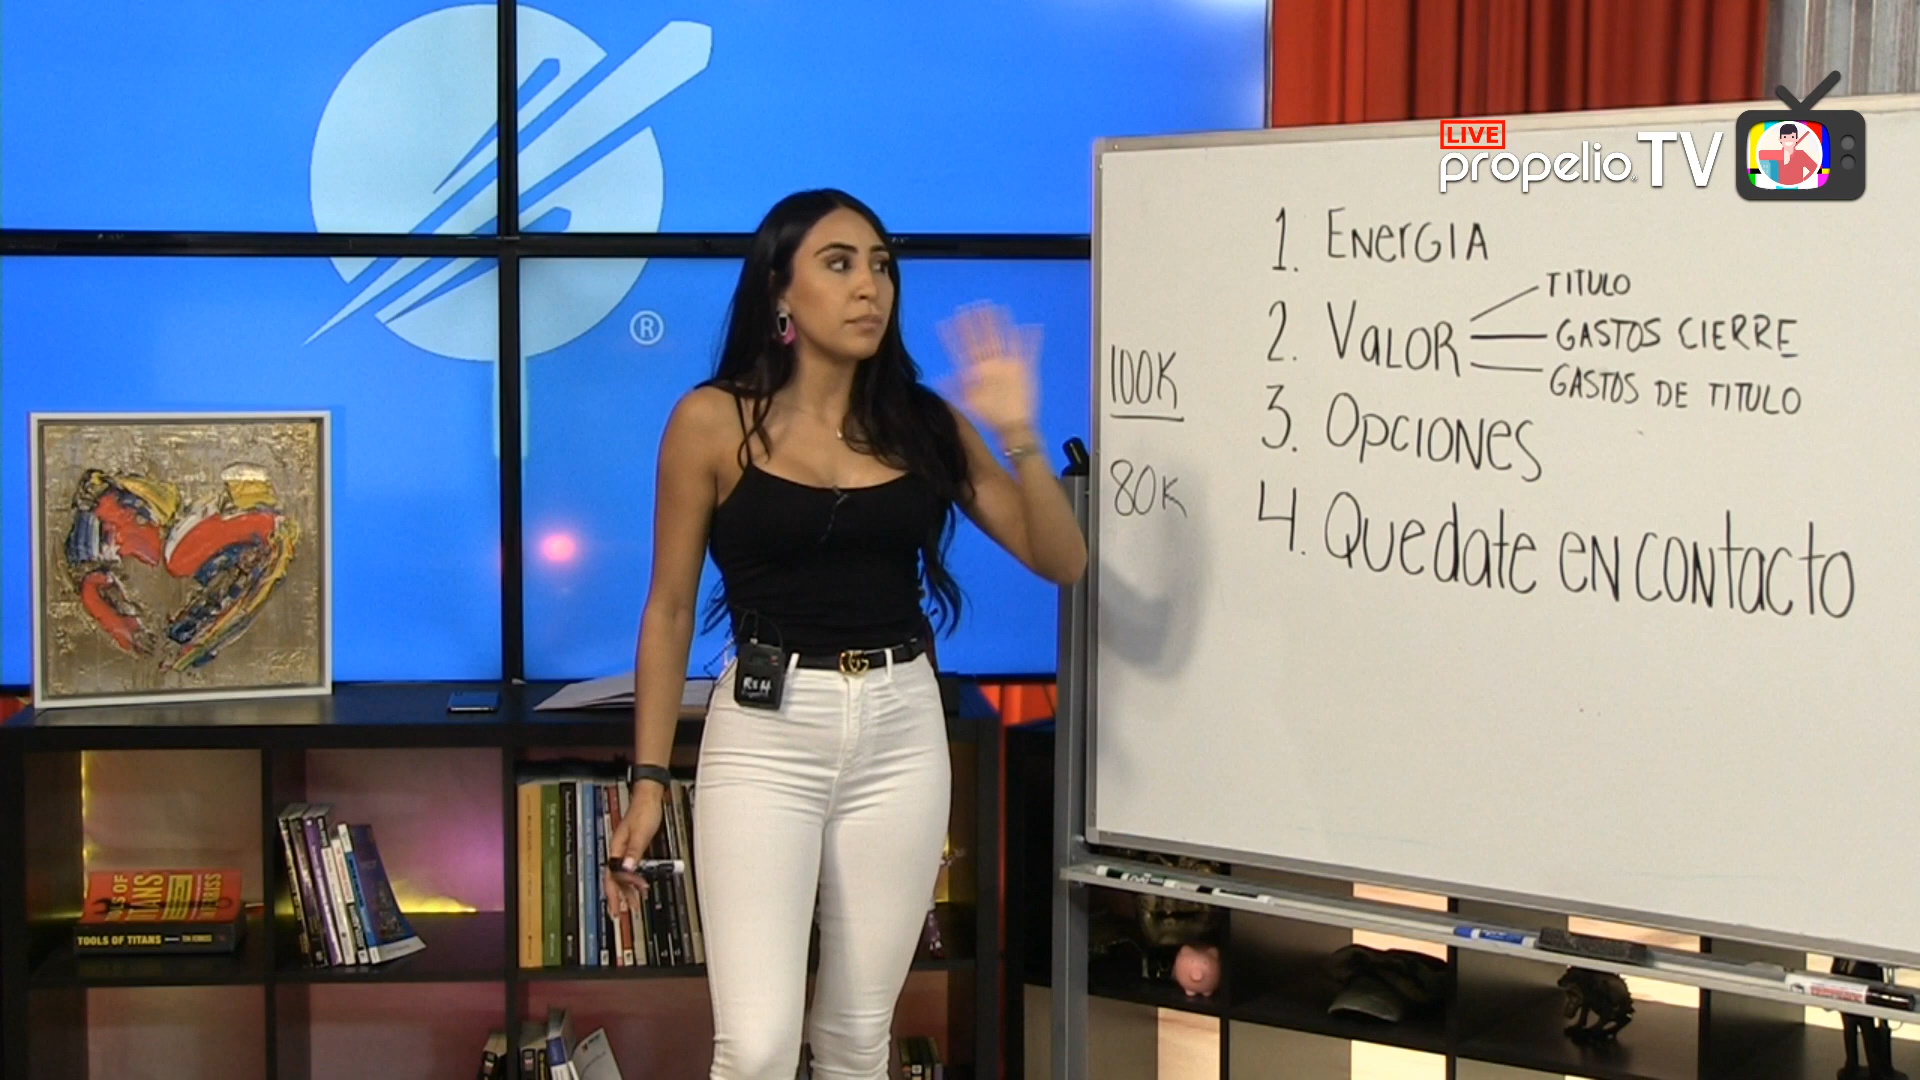 LIVE
propelio TV
1. ENERGIA
2. VALOR
TITULO
GASTOS CIERRE
GASTOS DE TITULO
3. OPCIONES
4. QUEDATE EN CONTACTO
100K
80K
®
TOOLS OF TITANS